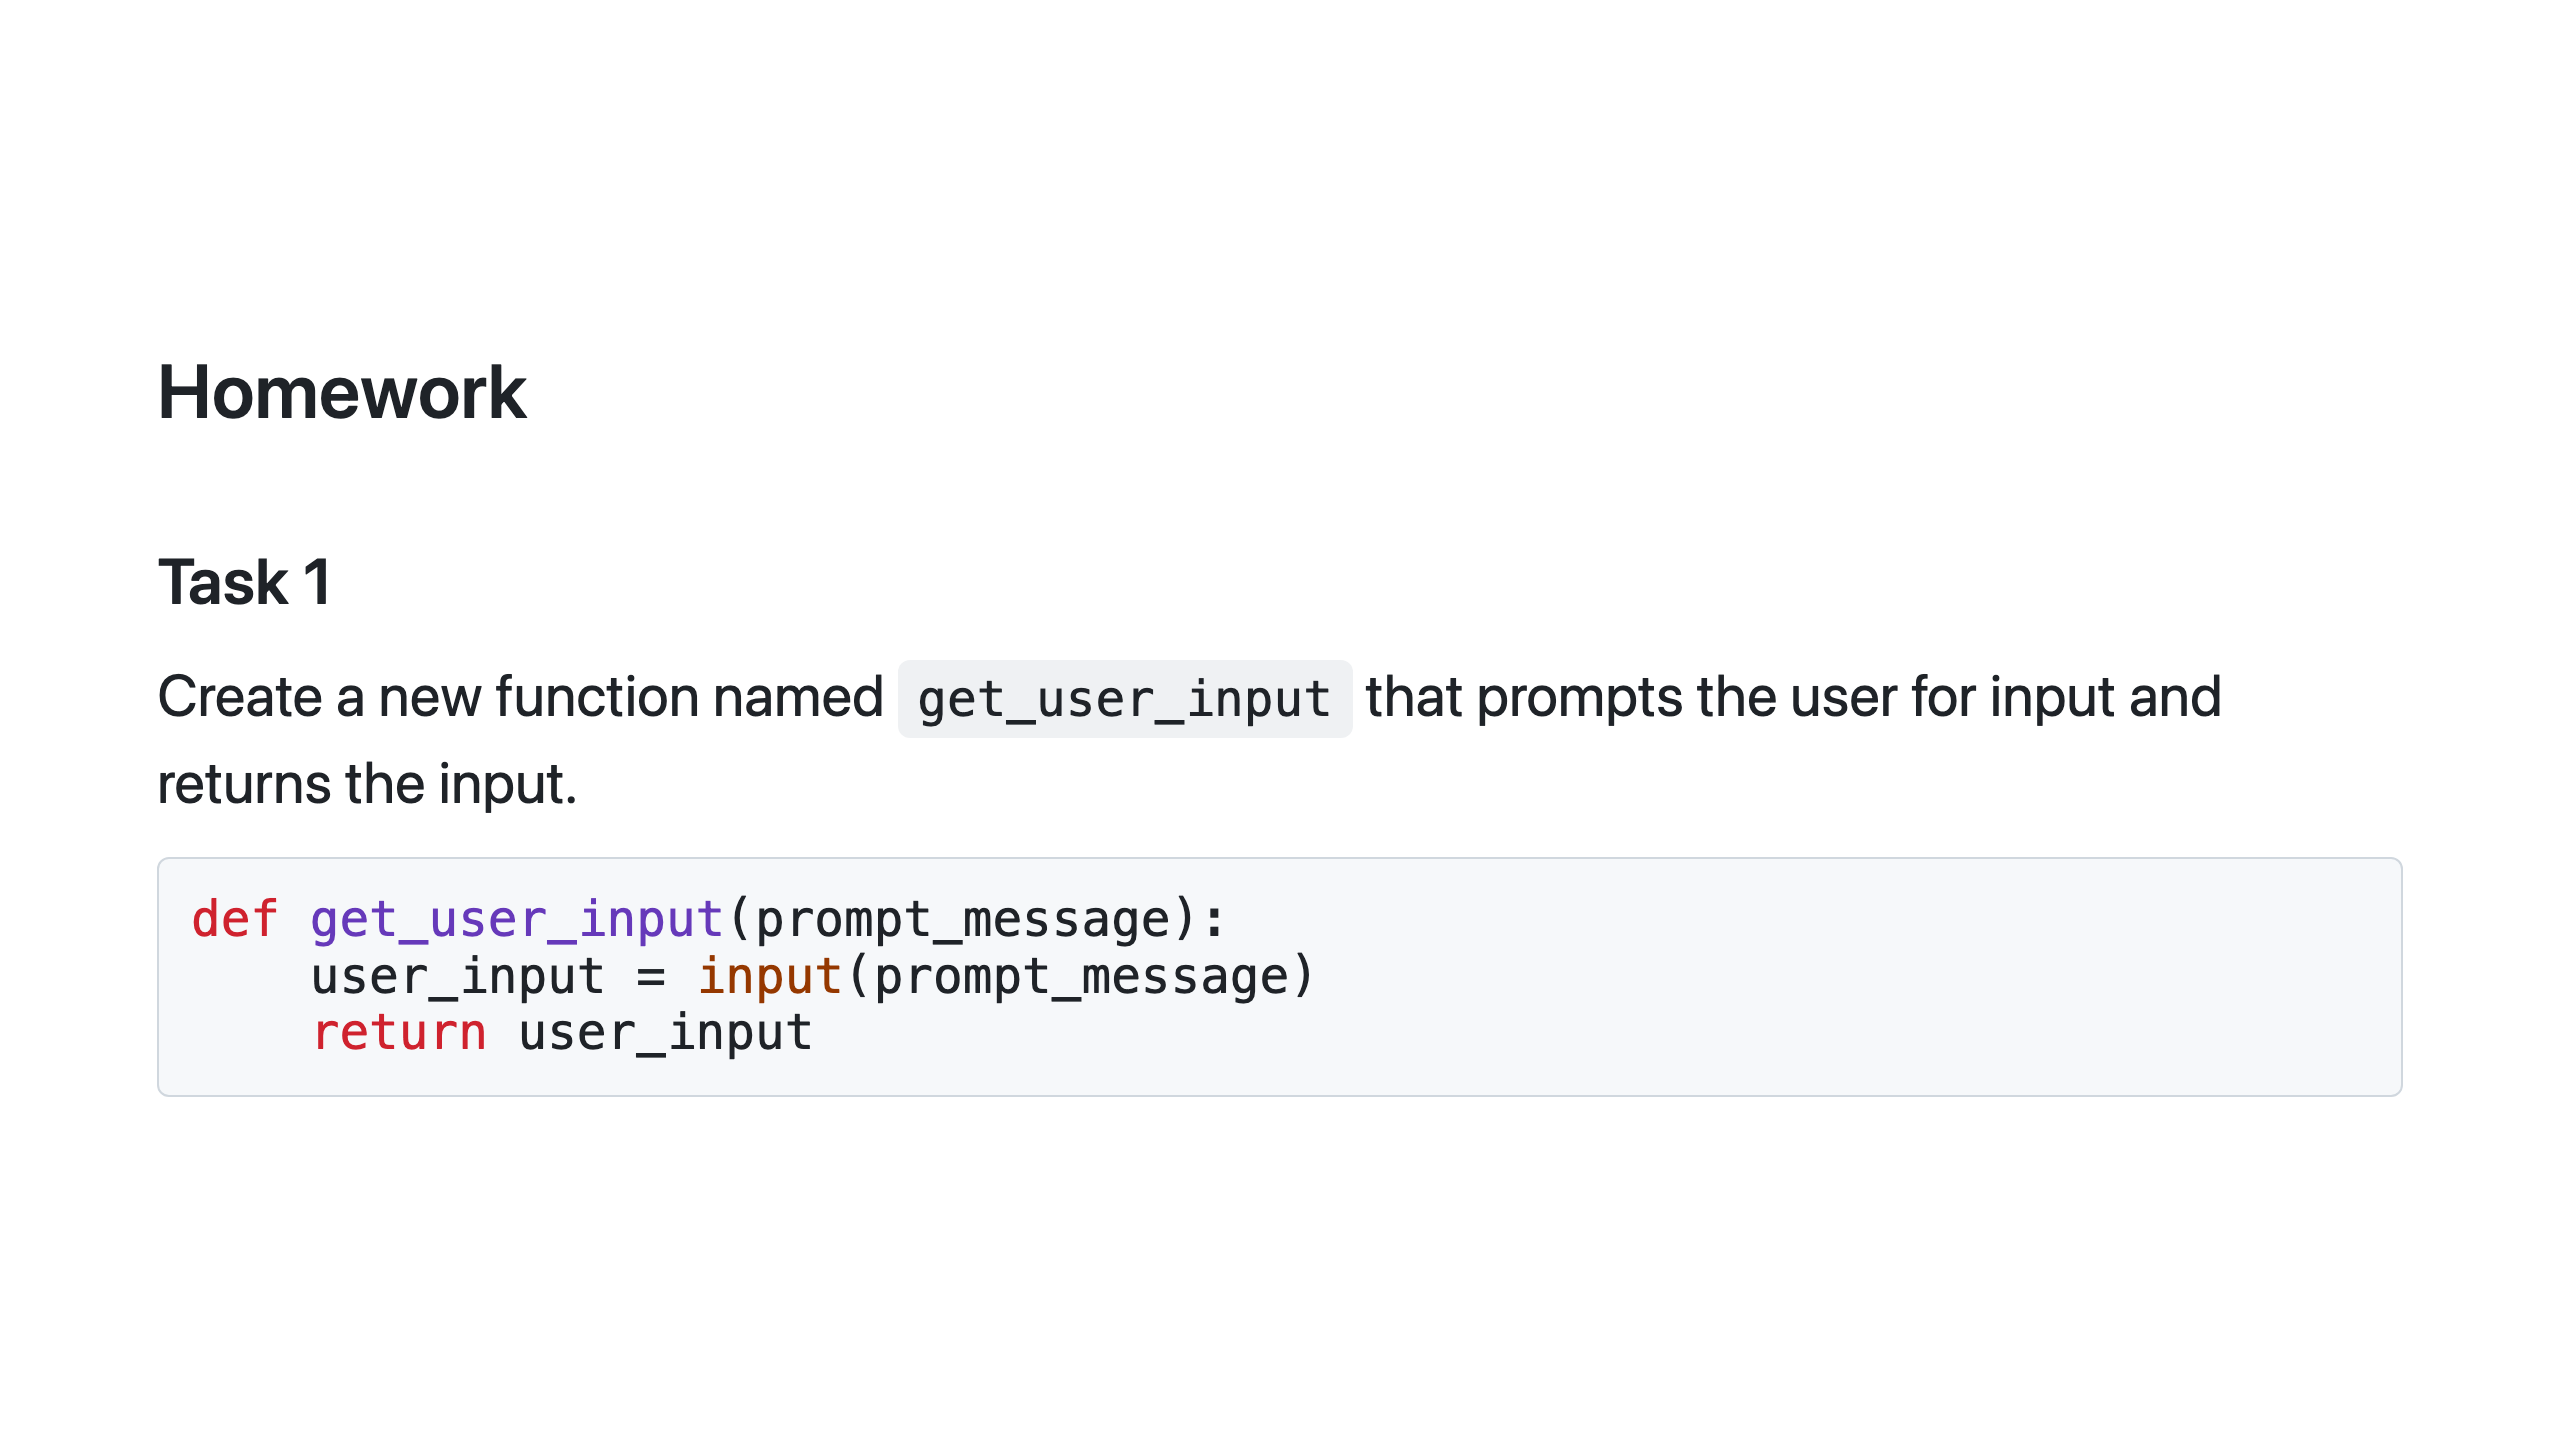 Homework
Task 1
Create a new function named get_user_input that prompts the user for input and
returns the input.
def get_user_input(prompt_message):
    user_input = input(prompt_message)
    return user_input